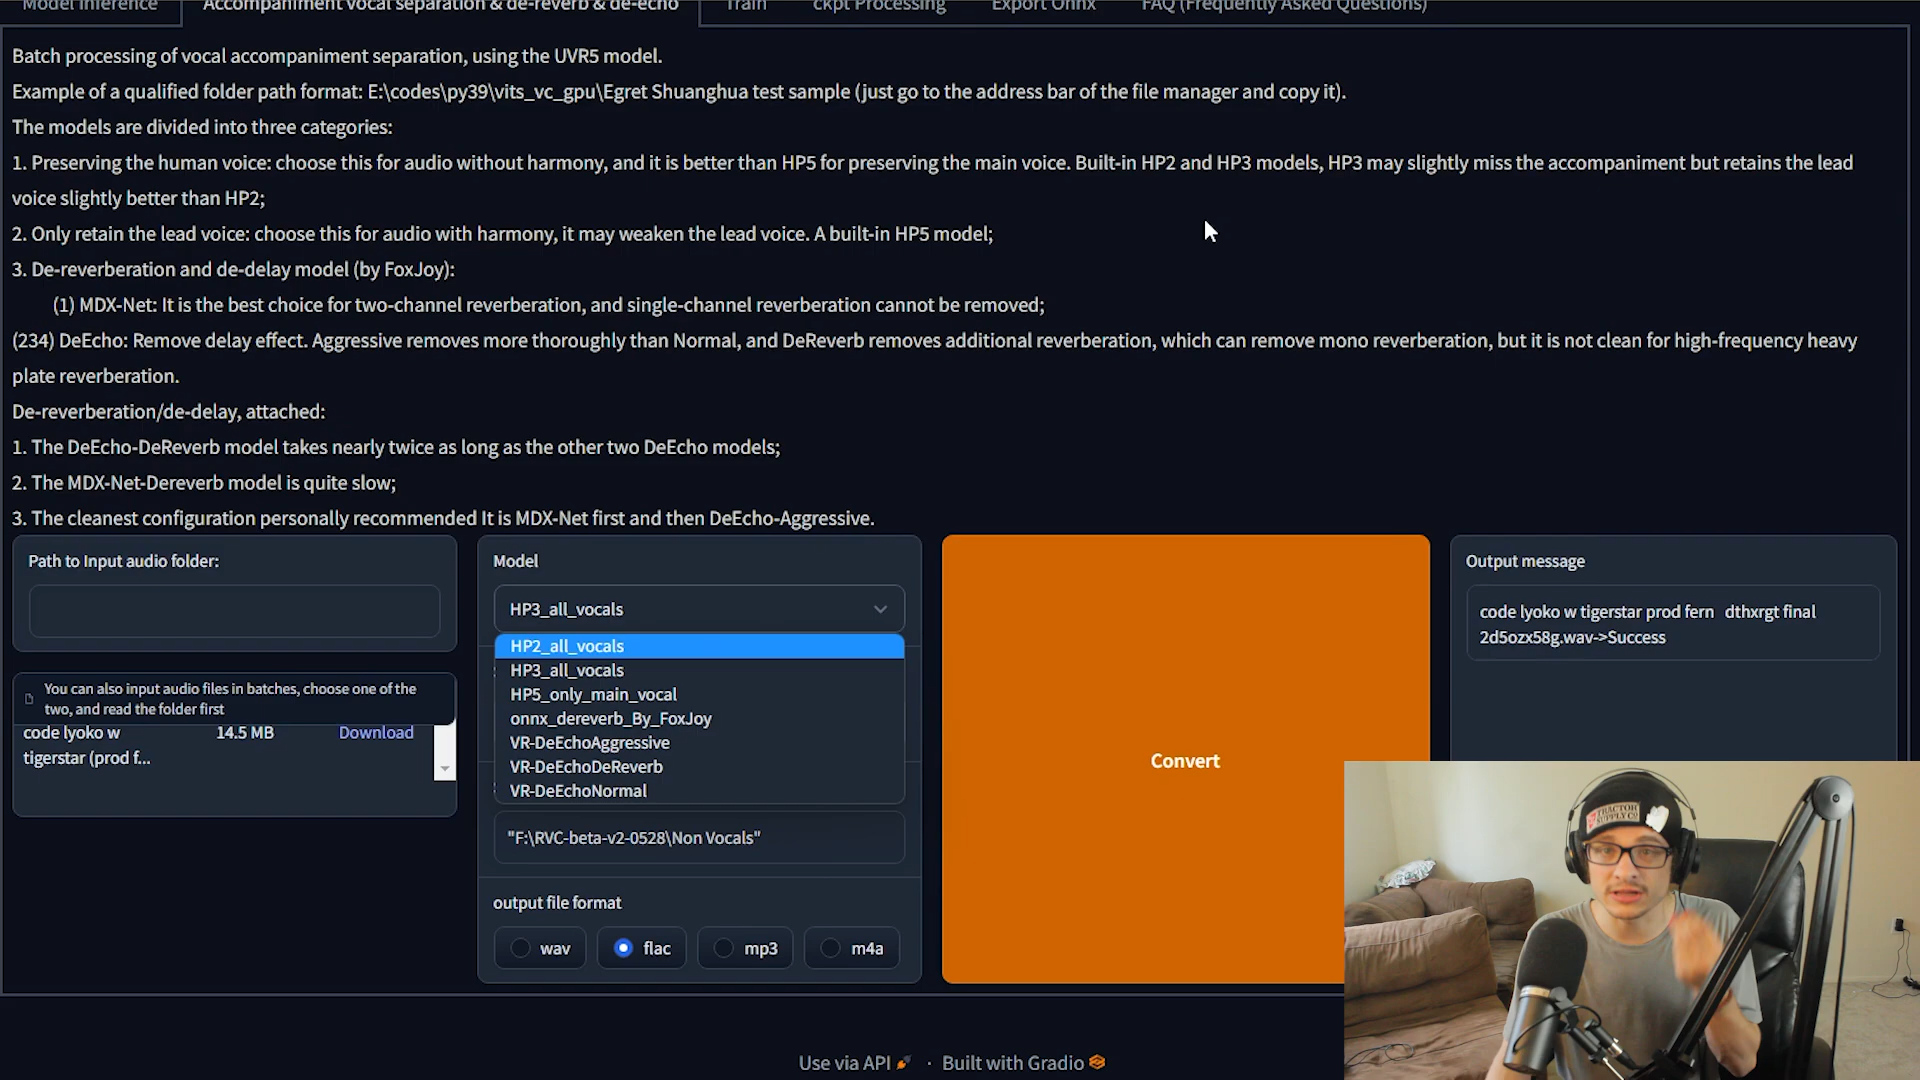 Model Inference
Accompaniment vocal separation & de-reverb & de-echo
Train
ckpt Processing
Export Onnx
FAQ (Frequently Asked Questions)
Batch processing of vocal accompaniment separation, using the UVR5 model.
Example of a qualified folder path format: E:\codes\py39\vits_vc_gpu\Egret Shuanghua test sample (just go to the address bar of the file manager and copy it).
The models are divided into three categories:
1. Preserving the human voice: choose this for audio without harmony, and it is better than HP5 for preserving the main voice. Built-in HP2 and HP3 models, HP3 may slightly miss the accompaniment but retains the lead
voice slightly better than HP2;
2. Only retain the lead voice: choose this for audio with harmony, it may weaken the lead voice. A built-in HP5 model;
3. De-reverberation and de-delay model (by FoxJoy):
(1) MDX-Net: It is the best choice for two-channel reverberation, and single-channel reverberation cannot be removed;
(234) DeEcho: Remove delay effect. Aggressive removes more thoroughly than Normal, and DeReverb removes additional reverberation, which can remove mono reverberation, but it is not clean for high-frequency heavy
plate reverberation.
De-reverberation/de-delay, attached:
1. The DeEcho-DeReverb model takes nearly twice as long as the other two DeEcho models;
2. The MDX-Net-Dereverb model is quite slow;
3. The cleanest configuration personally recommended It is MDX-Net first and then DeEcho-Aggressive.
Path to Input audio folder:
You can also input audio files in batches, choose one of the
two, and read the folder first
code lyoko w
tigerstar (prod f...
14.5 MB
Download
Model
HP3_all_vocals
HP2_all_vocals
HP3_all_vocals
HP5_only_main_vocal
onnx_dereverb_By_FoxJoy
VR-DeEchoAggressive
VR-DeEchoDeReverb
VR-DeEchoNormal
"F:\RVC-beta-v2-0528\Non Vocals"
output file format
wav
flac
mp3
m4a
Convert
Output message
code lyoko w tigerstar prod fern dthxrgt final
2d5ozx58g.wav->Success
TRACTOR
SUPPLY CO
Use via API
·
Built with Gradio